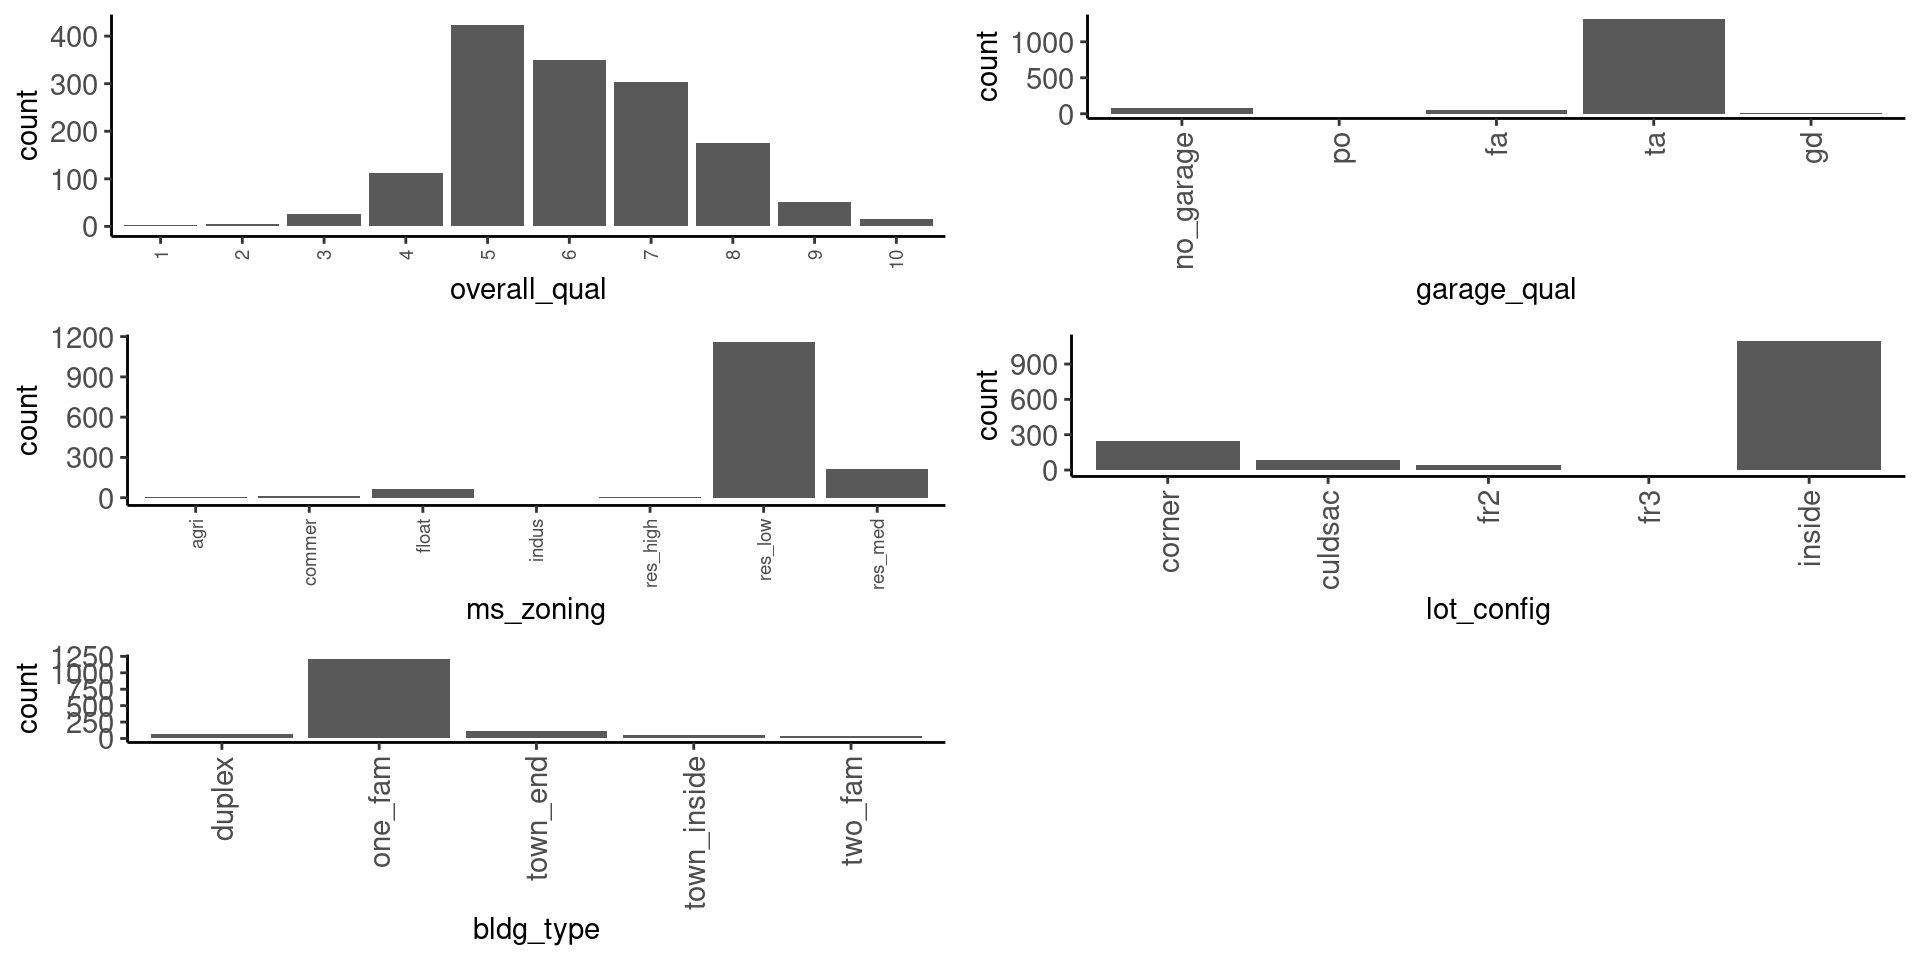 count
400
300
200
100
0
1 2 3 4 5 6 7 8 9 10
overall_qual
count
1000
500
0
no_garage po fa ta gd
garage_qual
count
1200
900
600
300
0
agri commer float indus res_high res_low res_med
ms_zoning
count
900
600
300
0
corner culdsac fr2 fr3 inside
lot_config
count
1250
1000
750
500
250
0
duplex one_fam town_end town_inside two_fam
bldg_type